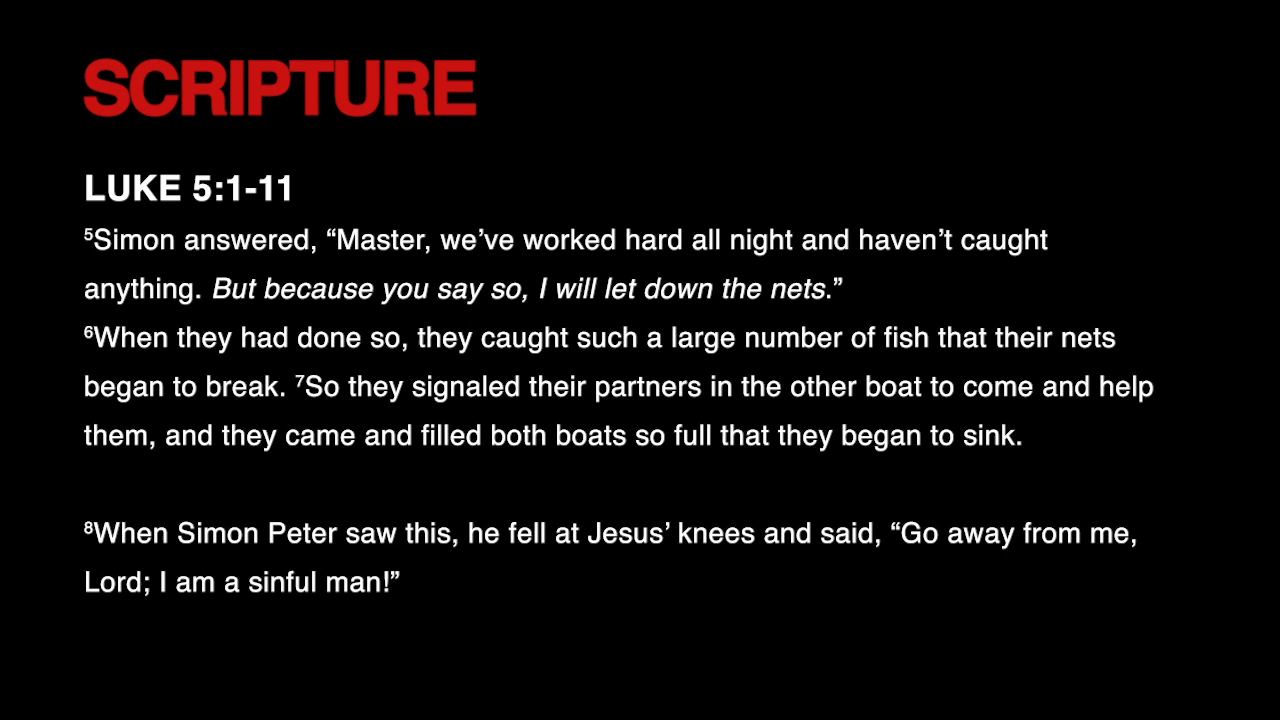 SCRIPTURE
LUKE 5:1-11
⁵Simon answered, “Master, we’ve worked hard all night and haven’t caught
anything. But because you say so, I will let down the nets.”
⁶When they had done so, they caught such a large number of fish that their nets
began to break. ⁷So they signaled their partners in the other boat to come and help
them, and they came and filled both boats so full that they began to sink.
⁸When Simon Peter saw this, he fell at Jesus’ knees and said, “Go away from me,
Lord; I am a sinful man!”